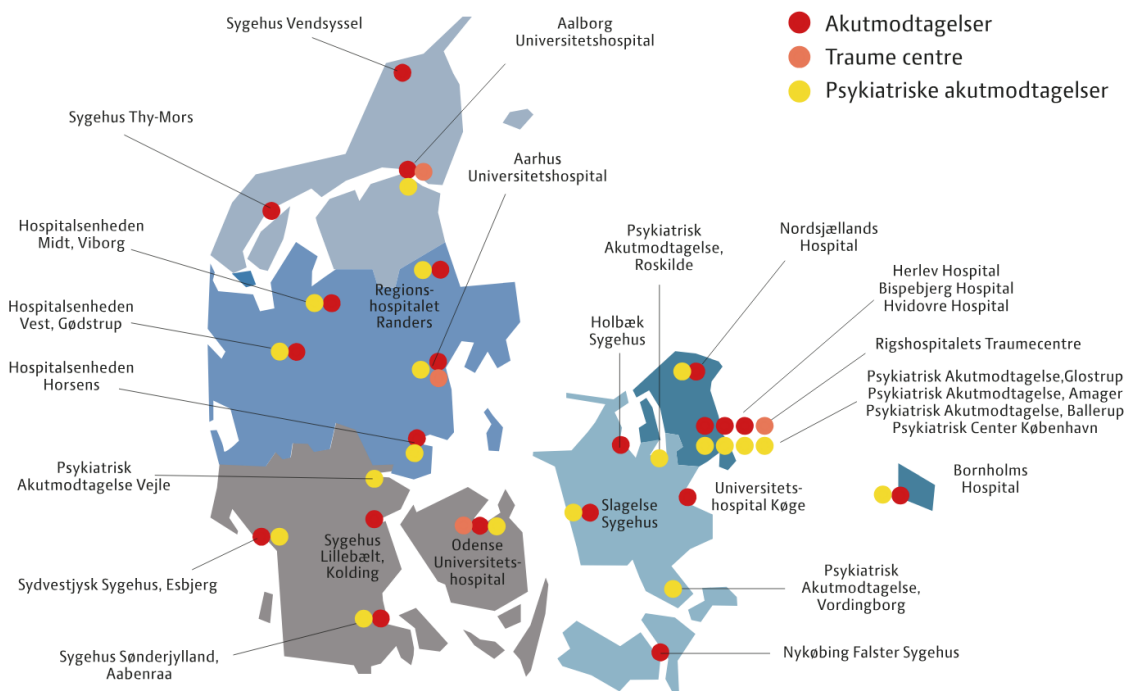 Sygehus Vendsyssel
Aalborg
Universitetshospital
Akutmodtagelser
Traume centre
Psykiatriske akutmodtagelser
Sygehus Thy-Mors
Aarhus
Universitetshospital
Hospitalsenheden
Midt, Viborg
Psykiatrisk
Akutmodtagelse,
Roskilde
Nordsjællands
Hospital
Regions-
hospitalet
Randers
Herlev Hospital
Bispebjerg Hospital
Hvidovre Hospital
Hospitalsenheden
Vest, Gødstrup
Holbæk
Sygehus
Rigshospitalets Traumecentre
Hospitalsenheden
Horsens
Psykiatrisk Akutmodtagelse,Glostrup
Psykiatrisk Akutmodtagelse, Amager
Psykiatrisk Akutmodtagelse, Ballerup
Psykiatrisk Center København
Psykiatrisk
Akutmodtagelse Vejle
Bornholms
Hospital
Universitets-
hospital Køge
Slagelse
Sygehus
Sygehus
Lillebælt,
Kolding
Odense
Universitets-
hospital
Sydvestjysk Sygehus, Esbjerg
Psykiatrisk
Akutmodtagelse,
Vordingborg
Sygehus Sønderjylland,
Aabenraa
Nykøbing Falster Sygehus